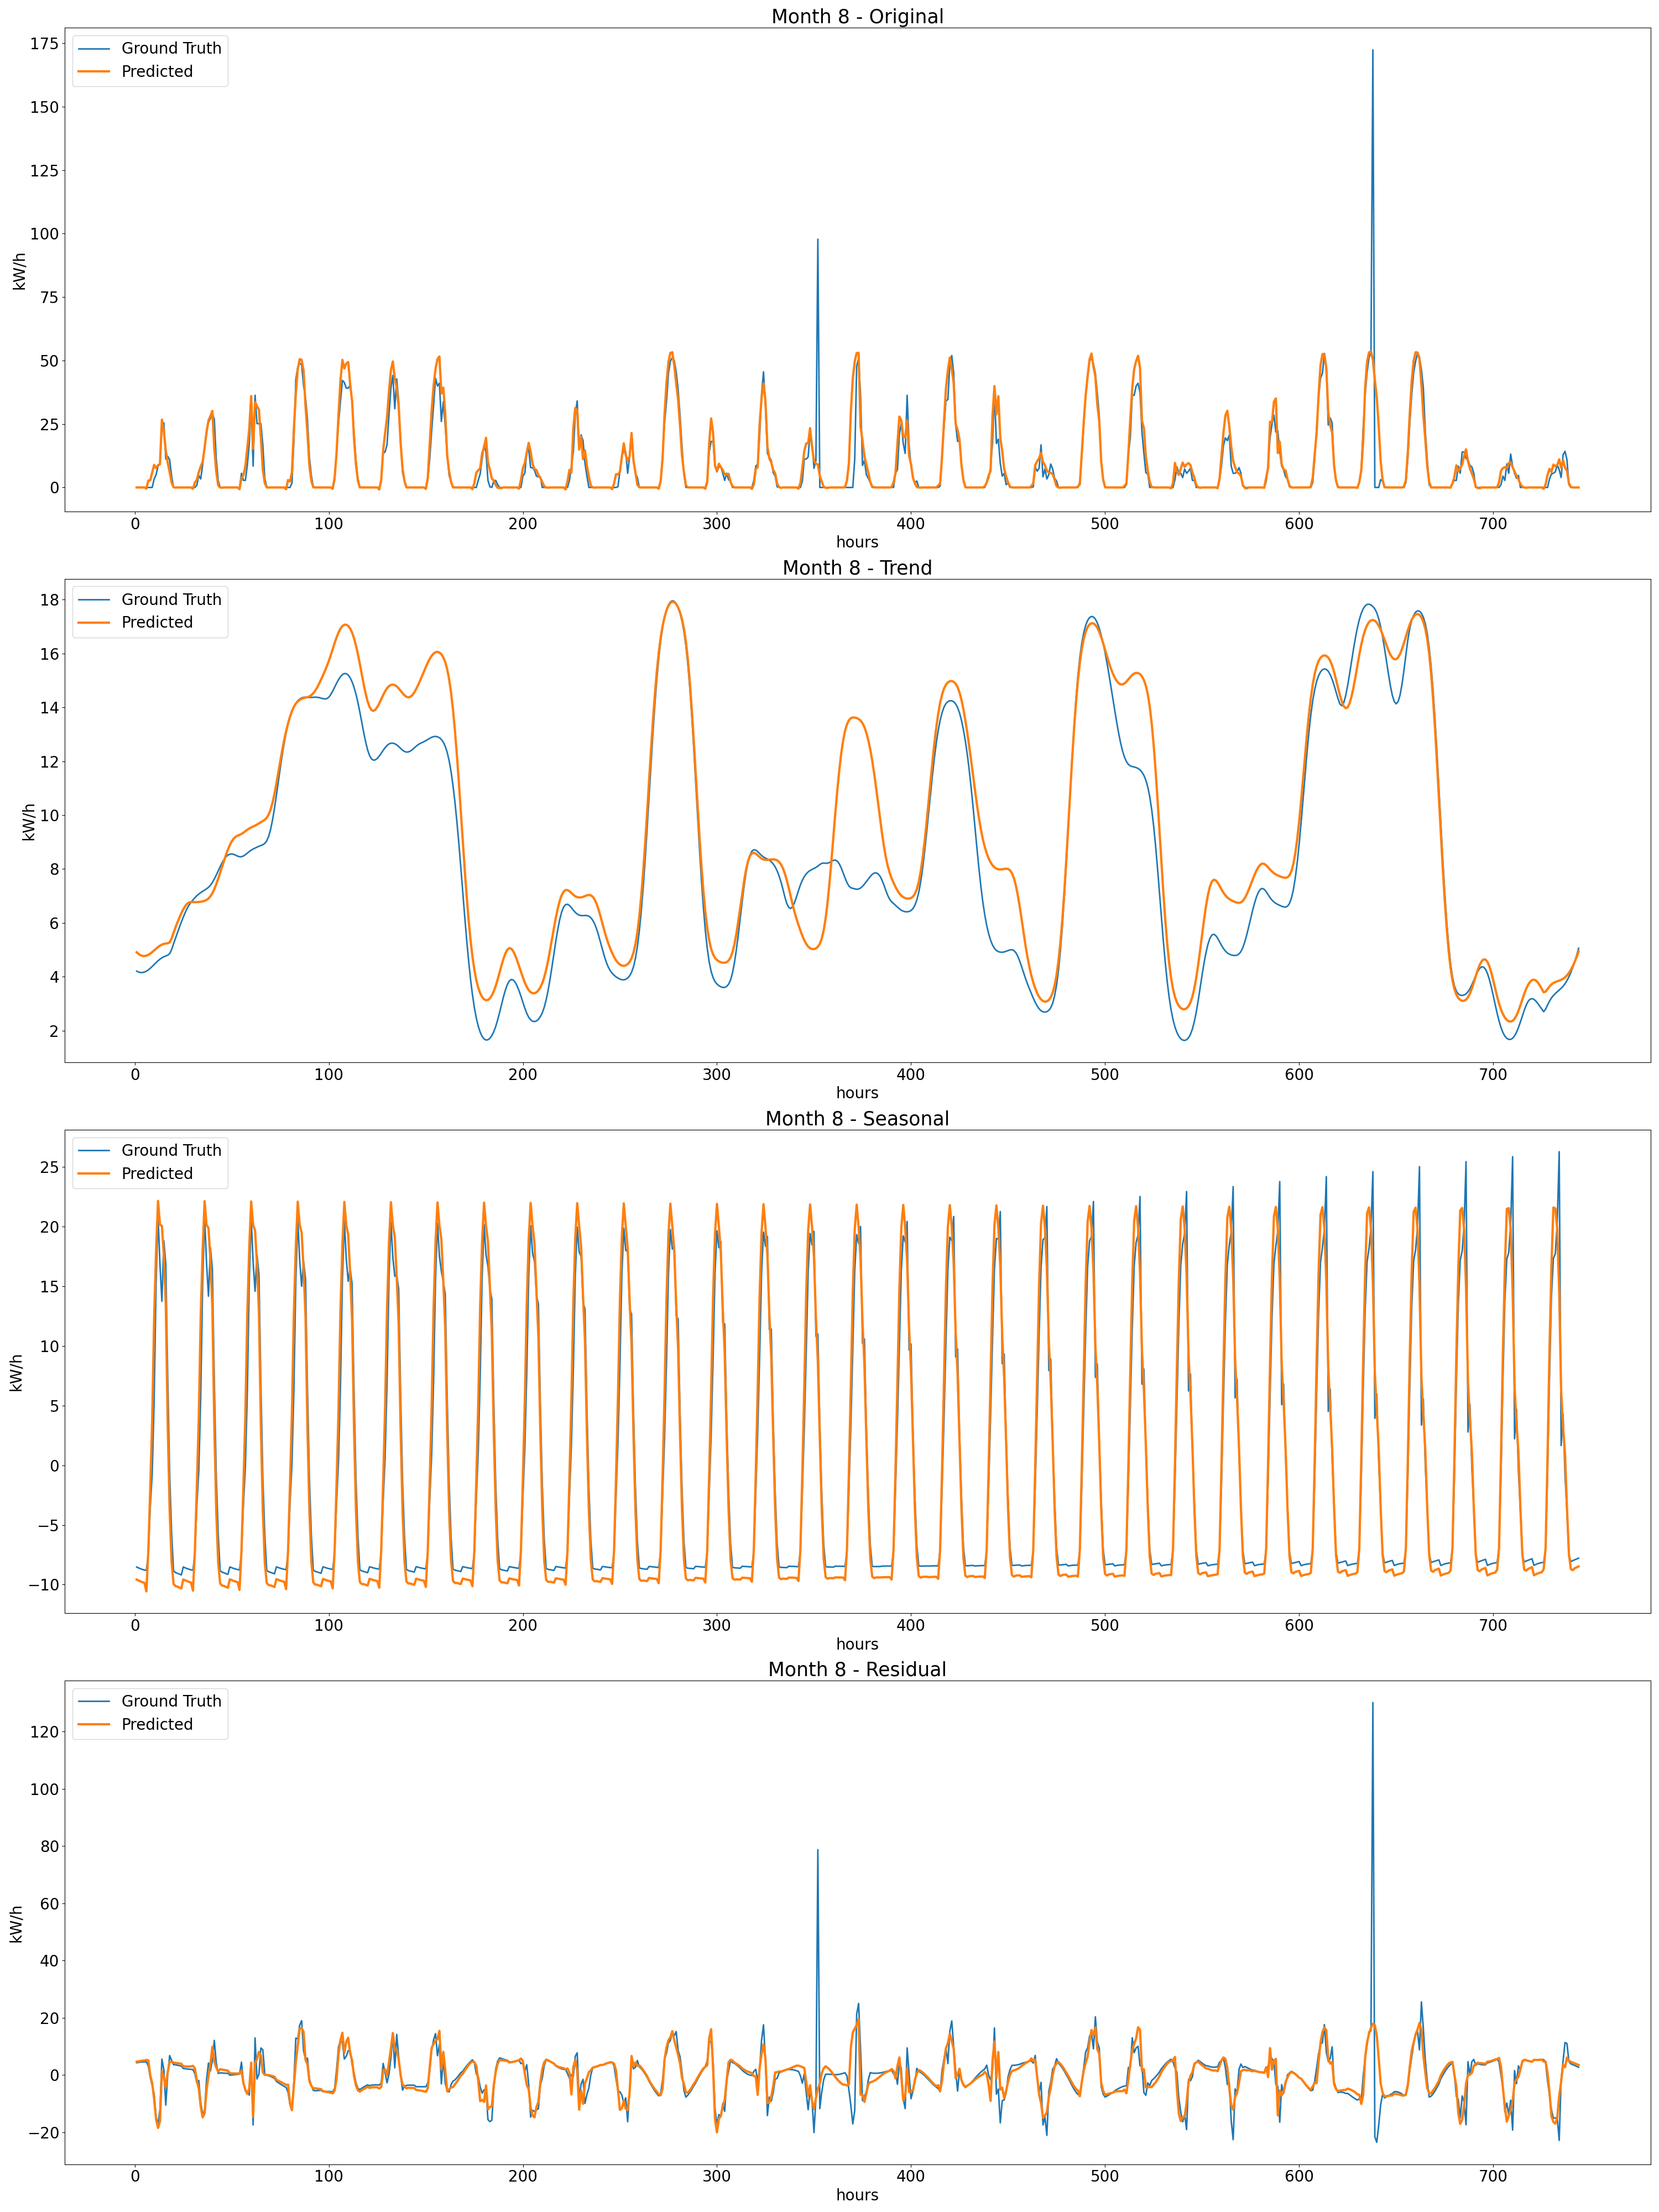 Month 8 - Original
Ground Truth
Predicted
175
150
125
100
75
50
25
0
kW/h
0 100 200 300 400 500 600 700
hours
Month 8 - Trend
Ground Truth
Predicted
18
16
14
12
10
8
6
4
2
kW/h
0 100 200 300 400 500 600 700
hours
Month 8 - Seasonal
Ground Truth
Predicted
25
20
15
10
5
0
−5
−10
kW/h
0 100 200 300 400 500 600 700
hours
Month 8 - Residual
Ground Truth
Predicted
120
100
80
60
40
20
0
−20
kW/h
0 100 200 300 400 500 600 700
hours